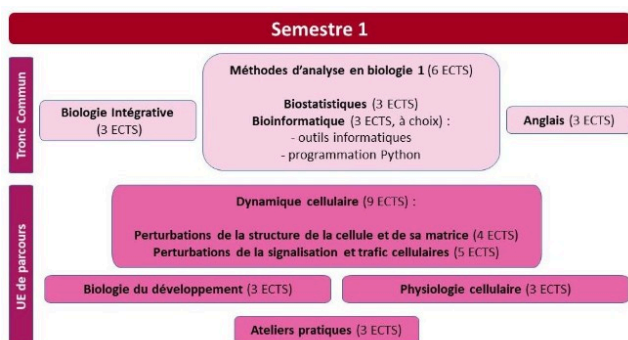 Semestre 1
Tronc Commun
Biologie Intégrative
(3 ECTS)
Méthodes d'analyse en biologie 1 (6 ECTS)
Biostatistiques (3 ECTS)
Bioinformatique (3 ECTS, à choix) :
- outils informatiques
- programmation Python
Anglais (3 ECTS)
UE de parcours
Dynamique cellulaire (9 ECTS) :
Perturbations de la structure de la cellule et de sa matrice (4 ECTS)
Perturbations de la signalisation et trafic cellulaires (5 ECTS)
Biologie du développement (3 ECTS)
Physiologie cellulaire (3 ECTS)
Ateliers pratiques (3 ECTS)